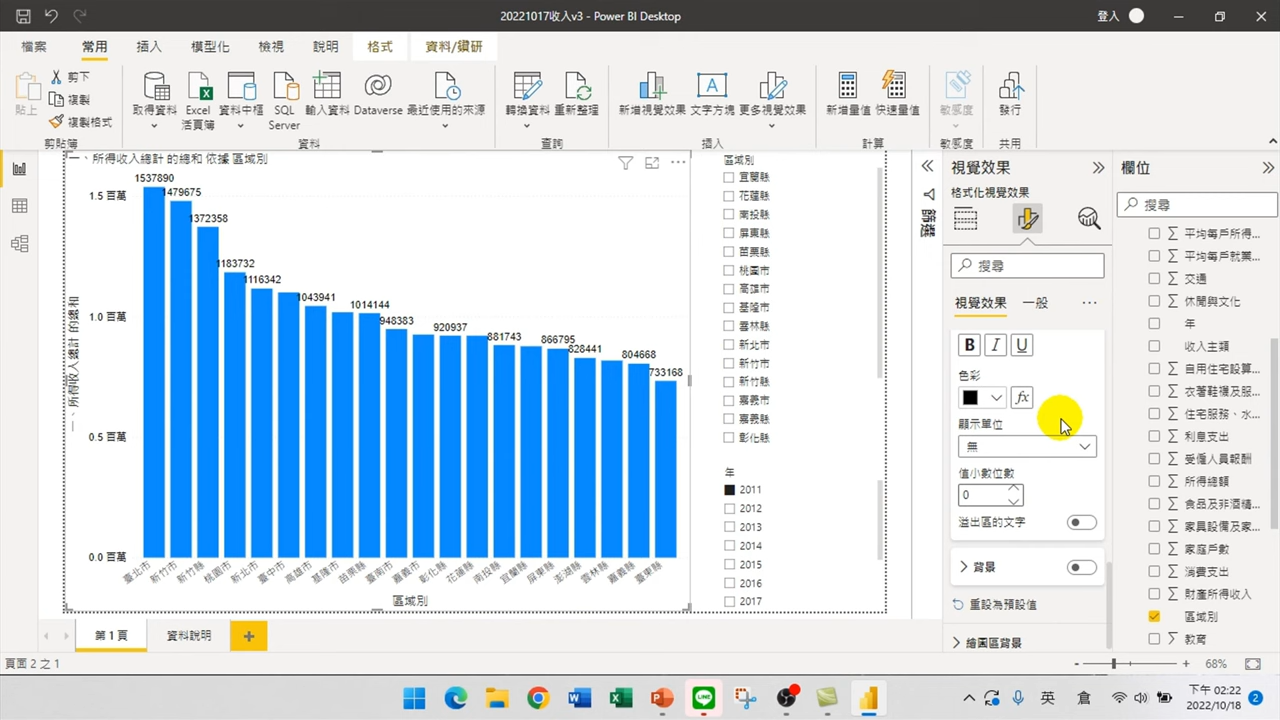 20221017收入v3 - Power BI Desktop
登入
檔案 常用 插入 模型化 檢視 說明 格式 資料/鑽研
貼上
剪下
複製
複製格式
剪貼簿
取得資料
Excel 活頁簿
資料中樞
SQL Server
輸入資料
Dataverse
最近使用的來源
資料
轉換資料
重新整理
查詢
新增視覺效果
文字方塊
更多視覺效果
插入
新增量值
快速量值
計算
敏感度
敏感度
發行
共用
一、所得收入總計 的總和 依據 區域別
一、所得收入總計 的總和
1.5 百萬
1.0 百萬
0.5 百萬
0.0 百萬
1537890
1479675
1372358
1183732
1116342
1043941
1014144
948383
920937
881743
866795
828441
804668
733168
臺北市
新竹市
新竹縣
桃園市
新北市
臺中市
高雄市
基隆市
苗栗縣
臺南市
嘉義市
彰化縣
花蓮縣
南投縣
宜蘭縣
屏東縣
澎湖縣
雲林縣
嘉義縣
臺東縣
區域別
區域別
宜蘭縣
花蓮縣
南投縣
屏東縣
苗栗縣
桃園市
高雄市
基隆市
雲林縣
新北市
新竹市
新竹縣
嘉義市
嘉義縣
彰化縣
年
2011
2012
2013
2014
2015
2016
2017
篩選
視覺效果
格式化視覺效果
搜尋
視覺效果 一般
B I U
色彩
fx
顯示單位
無
值小數位數
0
溢出區的文字
背景
重設為預設值
繪圖區背景
欄位
搜尋
平均每戶所得...
平均每戶就業...
交通
休閒與文化
年
收入主類
自用住宅設算...
衣著鞋襪及服...
住宅服務、水...
利息支出
受僱人員報酬
所得總額
食品及非酒精...
家具設備及家...
家庭戶數
消費支出
財產所得收入
區域別
教育
第 1 頁
資料說明
頁面 2 之 1
68%
英
倉
下午 02:22
2022/10/18
2